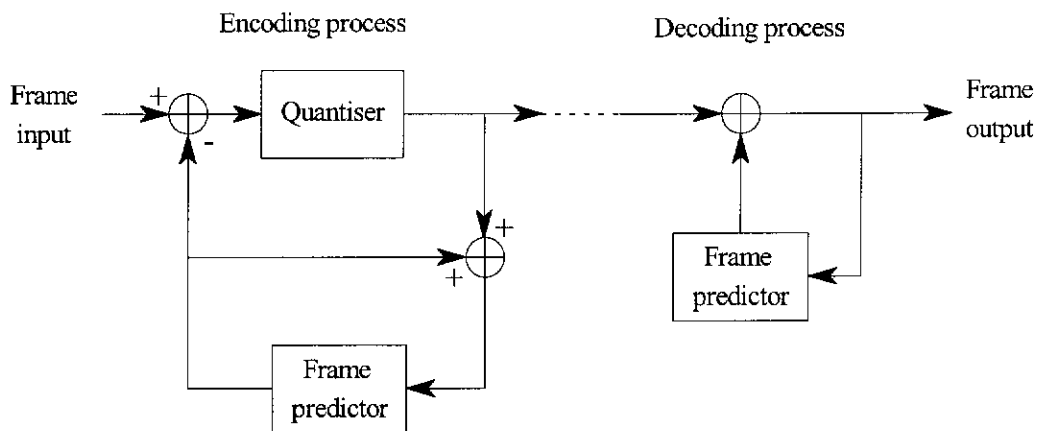 Encoding process
Decoding process
Frame
input
+
-
Quantiser
+
+
Frame
predictor
Frame
predictor
Frame
output